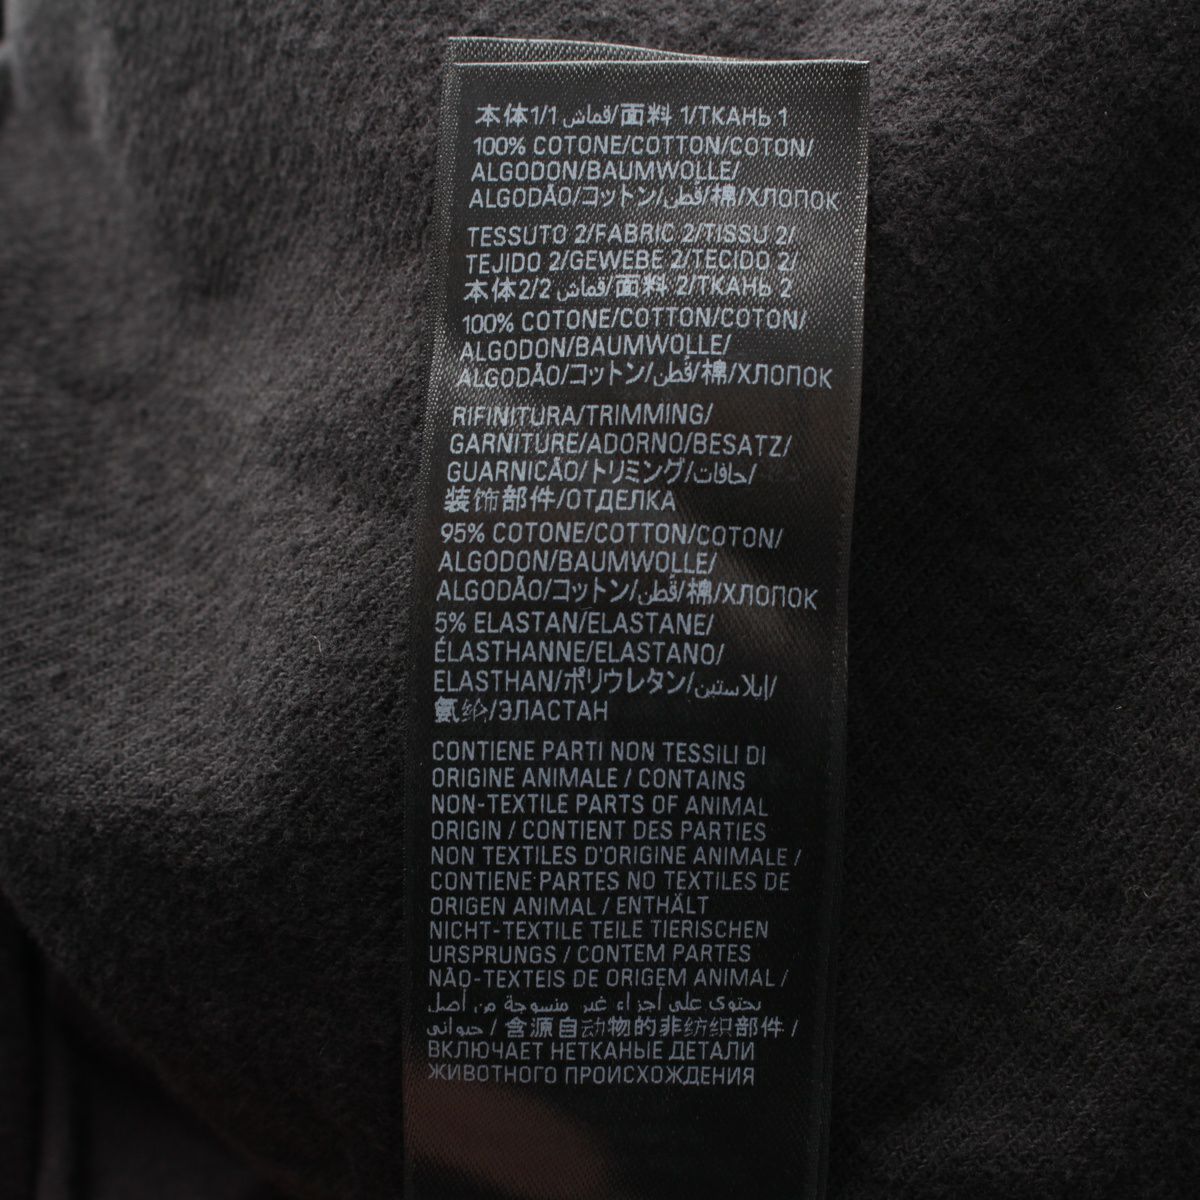 本体1/1 قماش/面料 1/ТКАНЬ 1
100% COTONE/COTTON/COTON/
ALGODON/BAUMWOLLE/
ALGODÃO/コットン/قطن/棉/ХЛОПОК
TESSUTO 2/FABRIC 2/TISSU 2/
TEJIDO 2/GEWEBE 2/TECIDO 2/
本体2/2 قماش/面料 2/ТКАНЬ 2
100% COTONE/COTTON/COTON/
ALGODON/BAUMWOLLE/
ALGODÃO/コットン/قطن/棉/ХЛОПОК
RIFINITURA/TRIMMING/
GARNITURE/ADORNO/BESATZ/
GUARNICÃO/トリミング/حافات/
装饰部件/ОТДЕЛКА
95% COTONE/COTTON/COTON/
ALGODON/BAUMWOLLE/
ALGODÃO/コットン/قطن/棉/ХЛОПОК
5% ELASTAN/ELASTANE/
ÉLASTHANNE/ELASTANO/
ELASTHAN/ポリウレタン/إيلاستين/
氨纶/ЭЛАСТАН
CONTIENE PARTI NON TESSILI DI
ORIGINE ANIMALE / CONTAINS
NON-TEXTILE PARTS OF ANIMAL
ORIGIN / CONTIENT DES PARTIES
NON TEXTILES D'ORIGINE ANIMALE /
CONTIENE PARTES NO TEXTILES DE
ORIGEN ANIMAL / ENTHÄLT
NICHT-TEXTILE TEILE TIERISCHEN
URSPRUNGS / CONTEM PARTES
NÃO-TEXTEIS DE ORIGEM ANIMAL /
يحتوي على أجزاء غير منسوجة من أصل
حيواني / 含源自动物的非纺织部件 /
ВКЛЮЧАЕТ НЕТКАНЫЕ ДЕТАЛИ
ЖИВОТНОГО ПРОИСХОЖДЕНИЯ